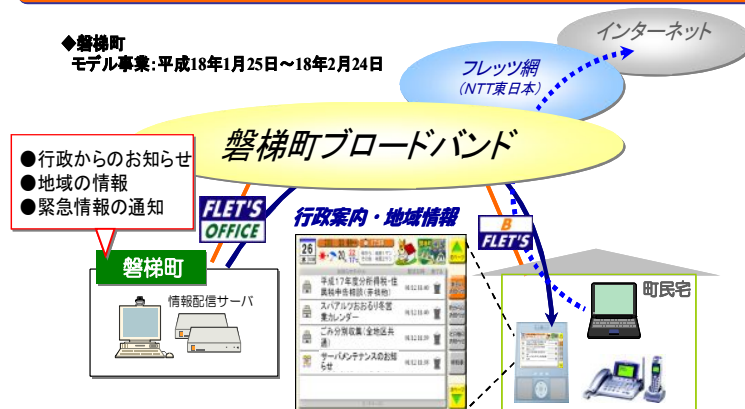 ◆磐梯町
モデル事業:平成18年1月25日~18年2月24日
インターネット
フレッツ網
(NTT東日本)
磐梯町ブロードバンド
●行政からのお知らせ
●地域の情報
●緊急情報の通知
FLET'S
OFFICE
行政案内・地域情報
B
FLET'S
磐梯町
情報配信サーバ
町民宅
26
20
平成17年度分所得税・住
民税申告相談(赤枝他)
スパアルツおおるり冬営
業カレンダー
ごみ分別収集(全地区共
通)
サーバメンテナンスのお知
らせ